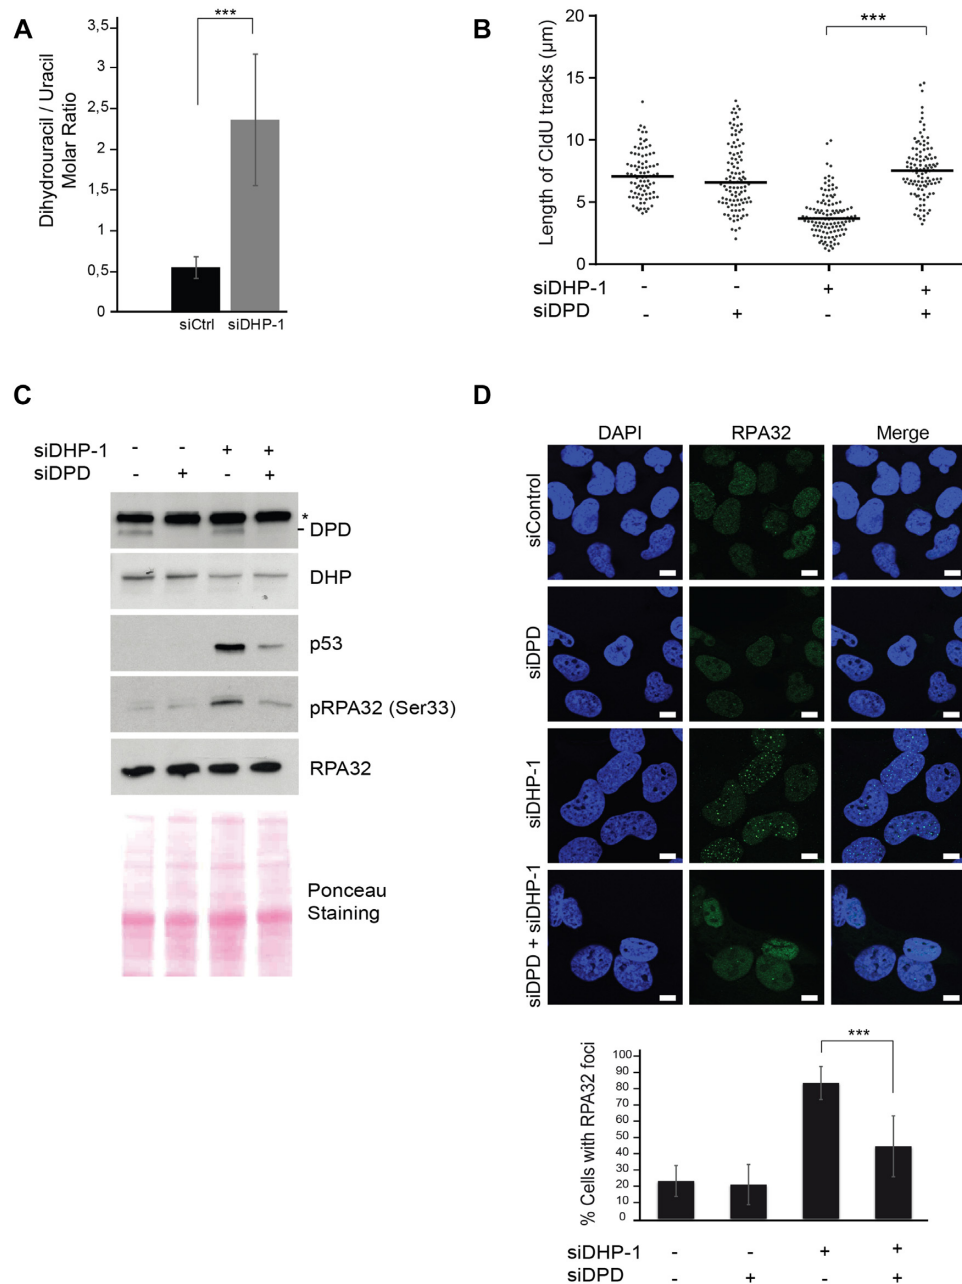 A
Dihydrouracil / Uracil
Molar Ratio
3,5
3
2,5
2
1,5
1
0,5
0
***
siCtrl
siDHP-1
B
Length of CldU tracks (µm)
20
15
10
5
0
***
siDHP-1 - - + +
siDPD - + - +
C
siDHP-1 - - + +
siDPD - + - +
*
DPD
DHP
p53
pRPA32 (Ser33)
RPA32
Ponceau
Staining
D
DAPI RPA32 Merge
siControl
siDPD
siDHP-1
siDPD + siDHP-1
% Cells with RPA32 foci
100
90
80
70
60
50
40
30
20
10
0
***
siDHP-1 - - + +
siDPD - + - +